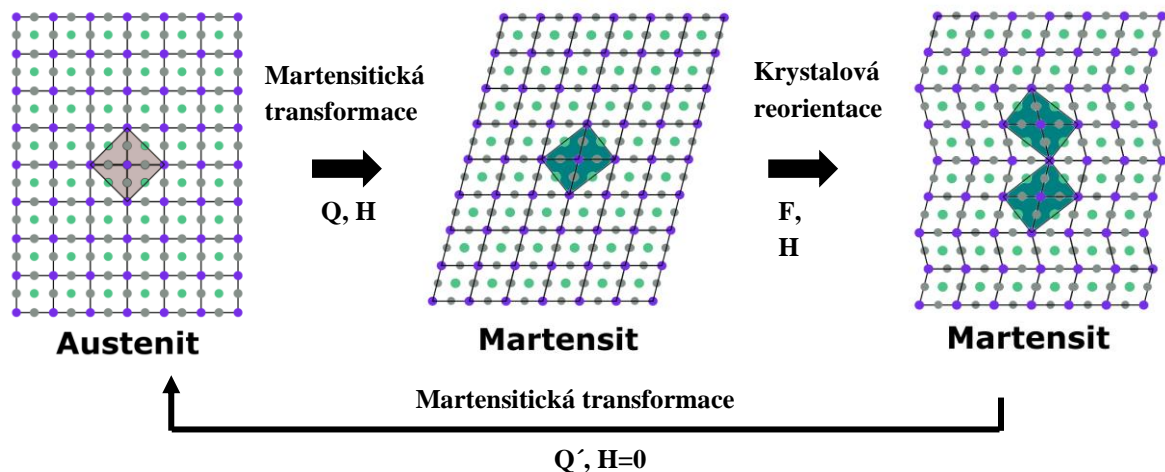 Martensitická
transformace
Q, H
Krystalová
reorientace
F,
H
Austenit
Martensit
Martensit
Martensitická transformace
Q´, H=0